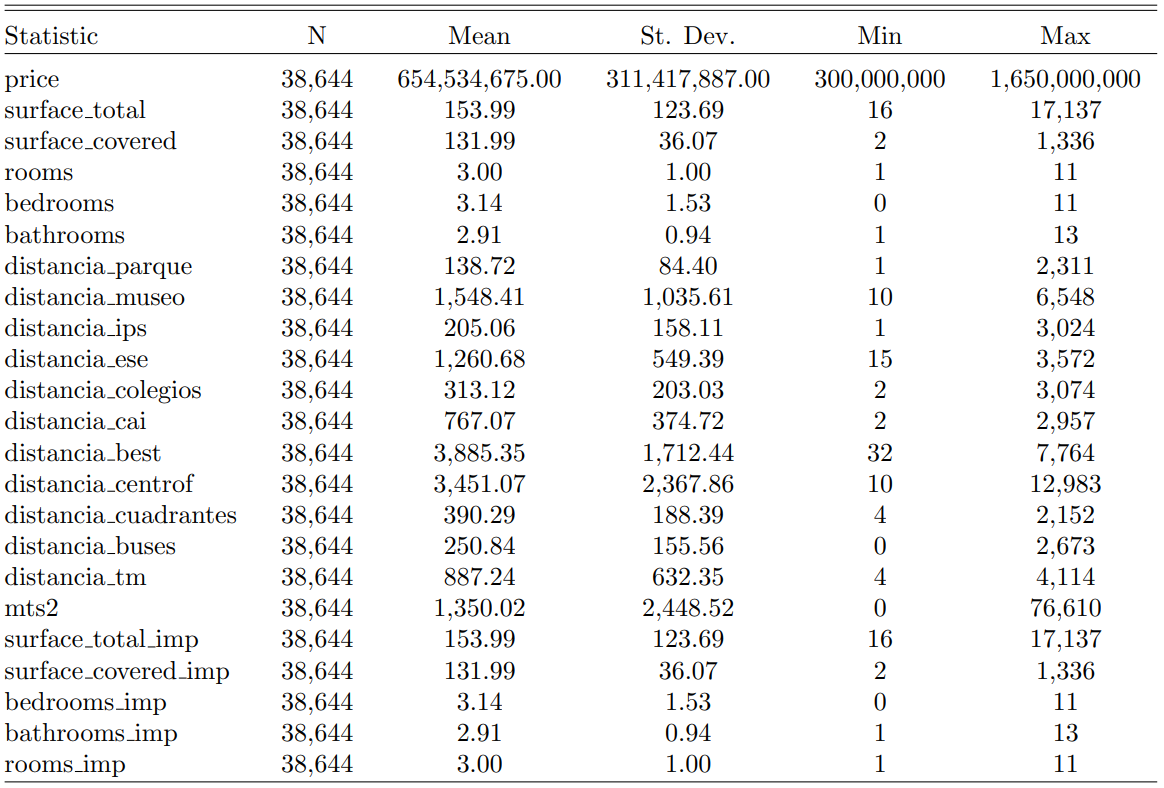 Statistic N Mean St. Dev. Min Max
price 38,644 654,534,675.00 311,417,887.00 300,000,000 1,650,000,000
surface_total 38,644 153.99 123.69 16 17,137
surface_covered 38,644 131.99 36.07 2 1,336
rooms 38,644 3.00 1.00 1 11
bedrooms 38,644 3.14 1.53 0 11
bathrooms 38,644 2.91 0.94 1 13
distancia_parque 38,644 138.72 84.40 1 2,311
distancia_museo 38,644 1,548.41 1,035.61 10 6,548
distancia_ips 38,644 205.06 158.11 1 3,024
distancia_ese 38,644 1,260.68 549.39 15 3,572
distancia_colegios 38,644 313.12 203.03 2 3,074
distancia_cai 38,644 767.07 374.72 2 2,957
distancia_best 38,644 3,885.35 1,712.44 32 7,764
distancia_centrof 38,644 3,451.07 2,367.86 10 12,983
distancia_cuadrantes 38,644 390.29 188.39 4 2,152
distancia_buses 38,644 250.84 155.56 0 2,673
distancia_tm 38,644 887.24 632.35 4 4,114
mts2 38,644 1,350.02 2,448.52 0 76,610
surface_total_imp 38,644 153.99 123.69 16 17,137
surface_covered_imp 38,644 131.99 36.07 2 1,336
bedrooms_imp 38,644 3.14 1.53 0 11
bathrooms_imp 38,644 2.91 0.94 1 13
rooms_imp 38,644 3.00 1.00 1 11